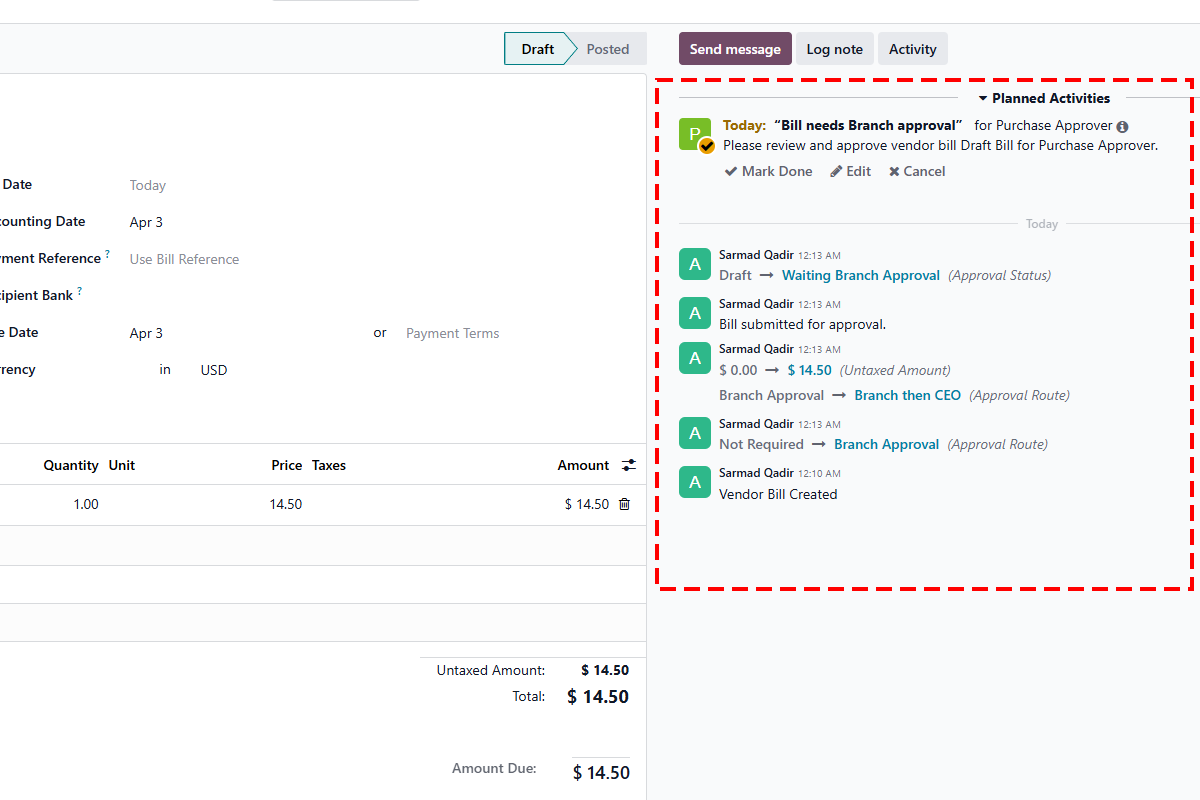 Draft
Posted
Send message
Log note
Activity
Date
Today
ounting Date
Apr 3
ment Reference ?
Use Bill Reference
ipient Bank ?
e Date
Apr 3
or
Payment Terms
rency
in
USD
Quantity Unit Price Taxes Amount
1.00 14.50 $ 14.50
Untaxed Amount: $ 14.50
Total: $ 14.50
Amount Due: $ 14.50
Planned Activities
P
Today: “Bill needs Branch approval” for Purchase Approver
Please review and approve vendor bill Draft Bill for Purchase Approver.
Mark Done Edit Cancel
Today
A
Sarmad Qadir 12:13 AM
Draft → Waiting Branch Approval (Approval Status)
A
Sarmad Qadir 12:13 AM
Bill submitted for approval.
A
Sarmad Qadir 12:13 AM
$ 0.00 → $ 14.50 (Untaxed Amount)
Branch Approval → Branch then CEO (Approval Route)
A
Sarmad Qadir 12:13 AM
Not Required → Branch Approval (Approval Route)
A
Sarmad Qadir 12:10 AM
Vendor Bill Created